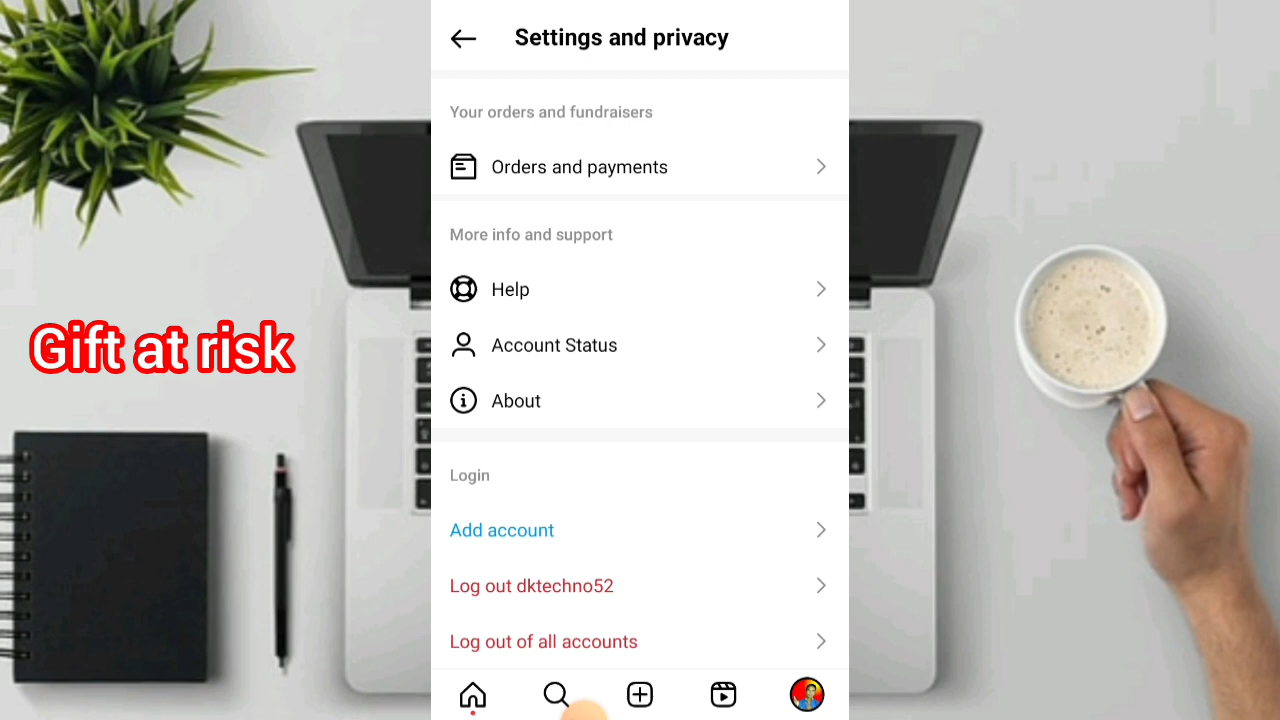 Settings and privacy
Your orders and fundraisers
Orders and payments
More info and support
Help
Account Status
About
Login
Add account
Log out dktechno52
Log out of all accounts
Gift at risk